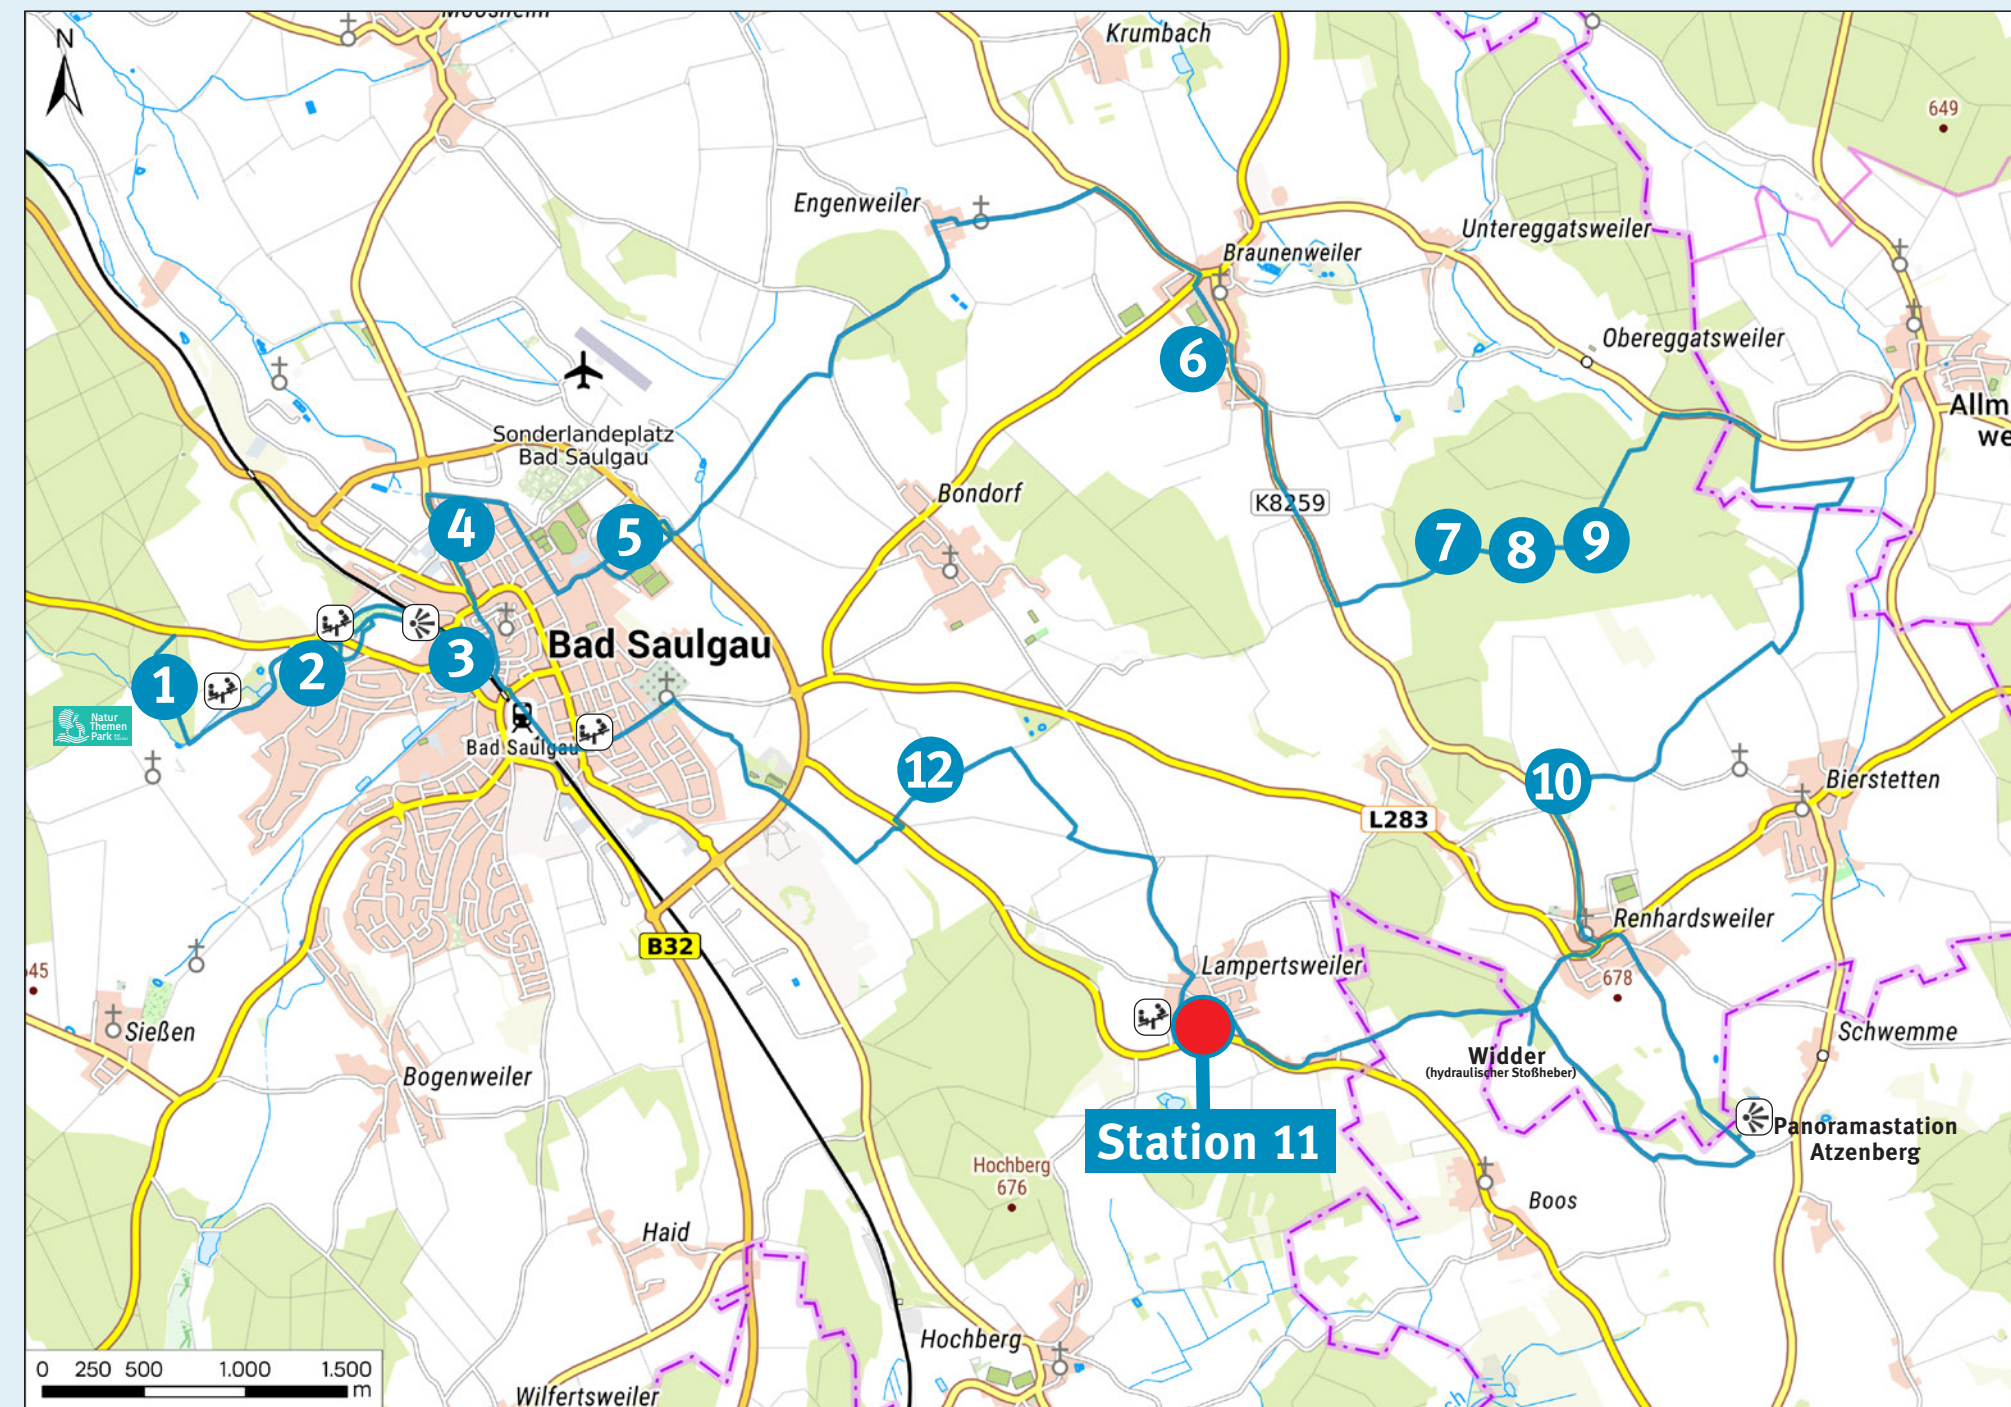 Moosheim
N
Krumbach
649
Engenweiler
Untereggatsweiler
Braunenweiler
Obereggatsweiler
6
Allm
we
Sonderlandeplatz
Bad Saulgau
Bondorf
K8259
4
5
7
8
9
Bad Saulgau
3
2
1
Natur
Themen
Park
Bad Saulgau
12
10
Bierstetten
L283
Renhardsweiler
B32
678
Lampertsweiler
645
Sießen
Schwemme
Widder
(hydraulischer Stoßheber)
Bogenweiler
Station 11
Panoramastation
Atzenberg
Hochberg
676
Boos
Haid
Hochberg
Wilfertsweiler
0 250 500 1.000 1.500
m